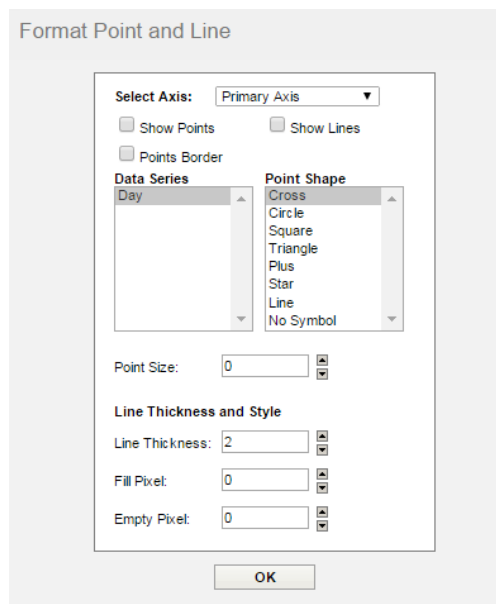 Format Point and Line
Select Axis: Primary Axis
Show Points Show Lines
Points Border
Data Series Point Shape
Day Cross
Circle
Square
Triangle
Plus
Star
Line
No Symbol
Point Size: 0
Line Thickness and Style
Line Thickness: 2
Fill Pixel: 0
Empty Pixel: 0
OK